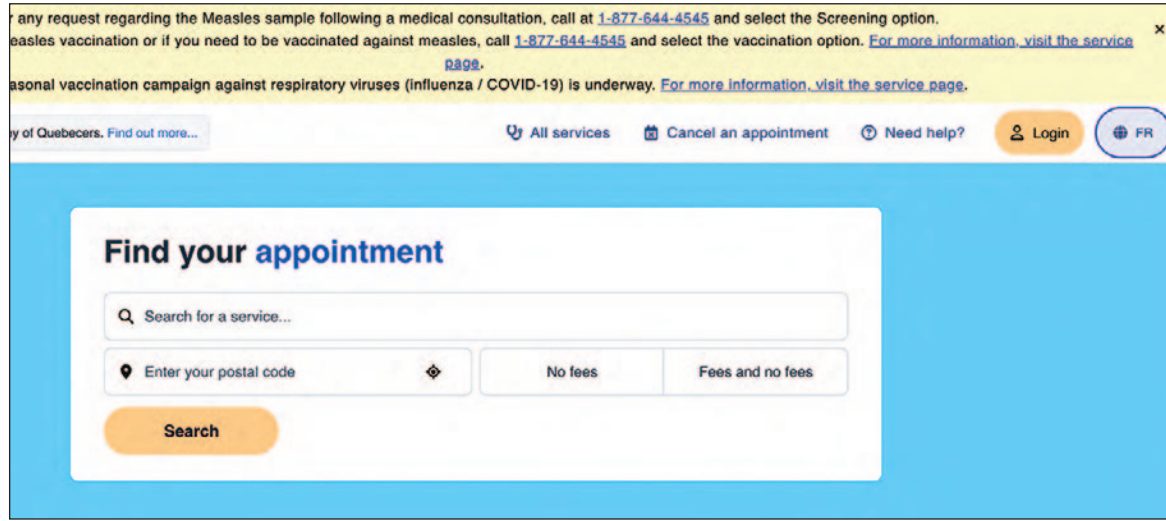 any request regarding the Measles sample following a medical consultation, call at 1-877-644-4545 and select the Screening option.
easles vaccination or if you need to be vaccinated against measles, call 1-877-644-4545 and select the vaccination option. For more information, visit the service
page.
asonal vaccination campaign against respiratory viruses (influenza / COVID-19) is underway. For more information, visit the service page.
y of Quebecers. Find out more...
All services
Cancel an appointment
Need help?
Login
FR
Find your appointment
Search for a service...
Enter your postal code
No fees
Fees and no fees
Search